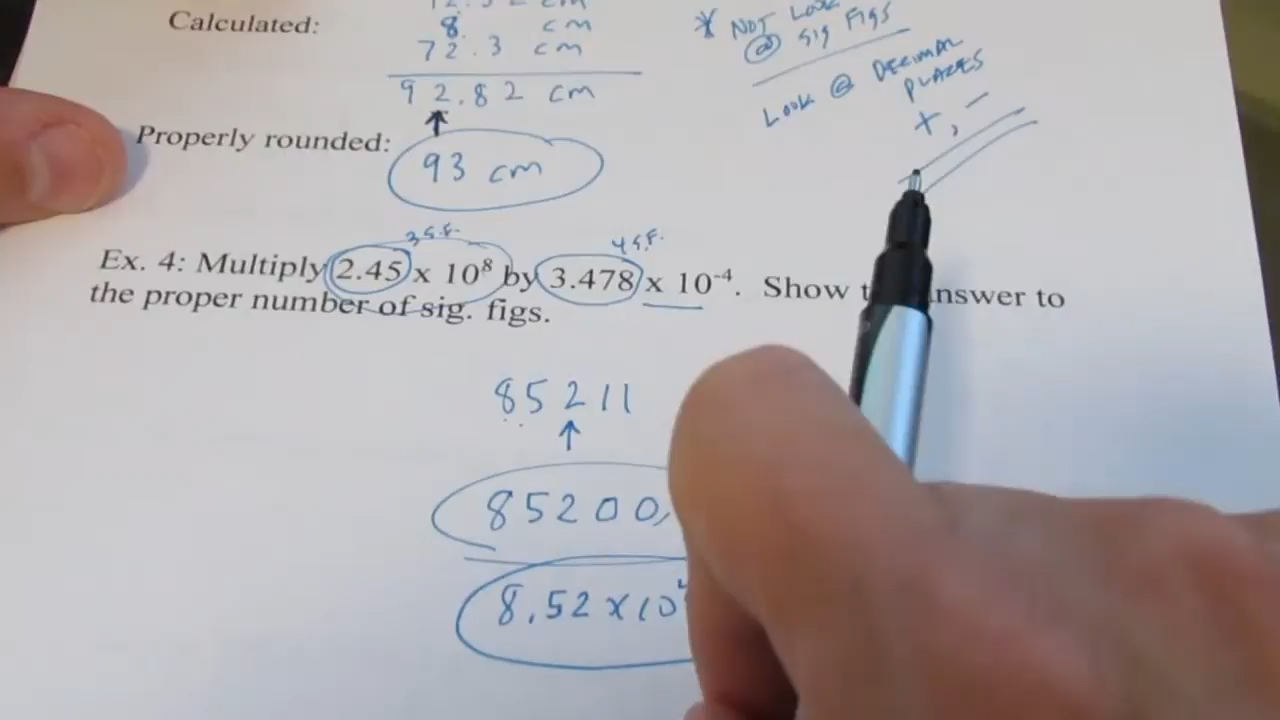 Calculated:
8. cm
72.3 cm
92.82 cm
Properly rounded:
93 cm
* NOT LOOK
@ SIG FIGS
LOOK @ DECIMAL
PLACES
+, -
3 S.F.
4 S.F.
Ex. 4: Multiply 2.45 x 10⁸ by 3.478 x 10⁻⁴. Show answer to
the proper number of sig. figs.
85211
85200
8.52 x 10